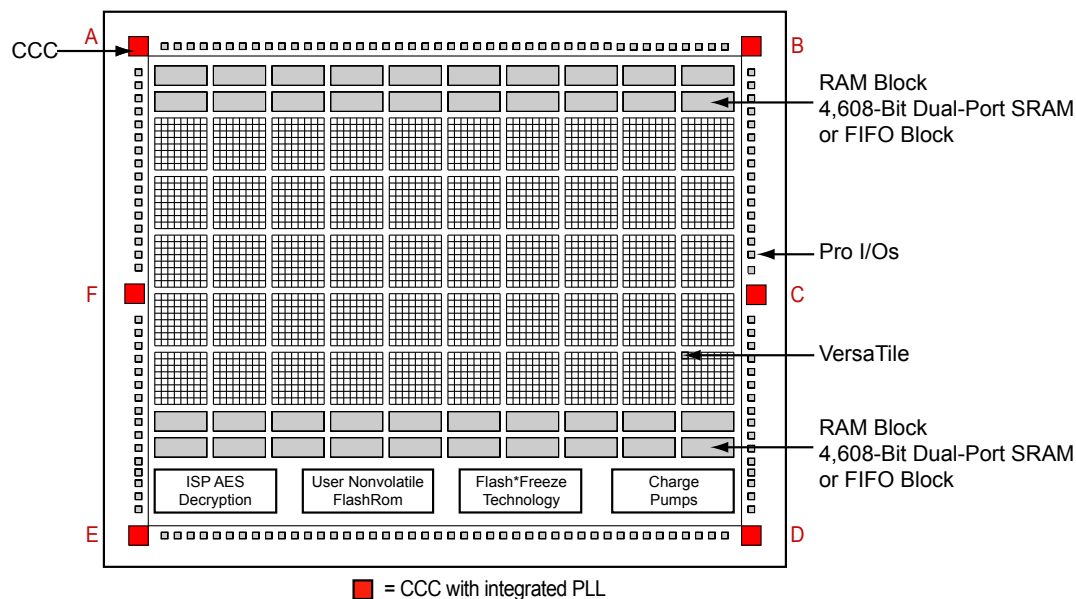 A
B
CCC
RAM Block
4,608-Bit Dual-Port SRAM
or FIFO Block
Pro I/Os
F
C
VersaTile
RAM Block
4,608-Bit Dual-Port SRAM
or FIFO Block
ISP AES
Decryption
User Nonvolatile
FlashRom
Flash*Freeze
Technology
Charge
Pumps
E
D
= CCC with integrated PLL